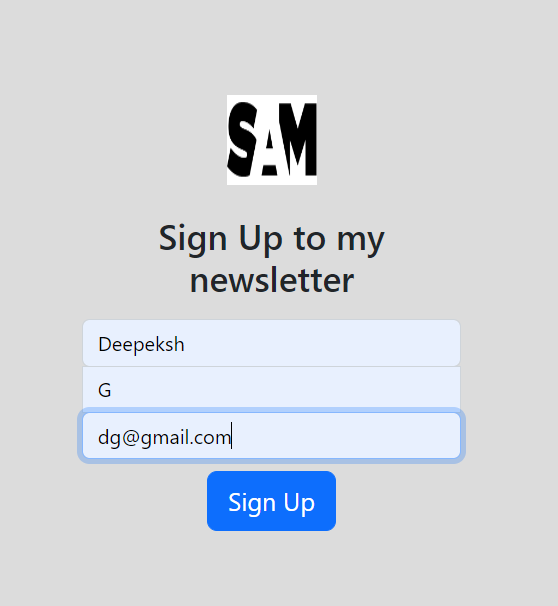 SAM
Sign Up to my
newsletter
Deepeksh
G
dg@gmail.com
Sign Up